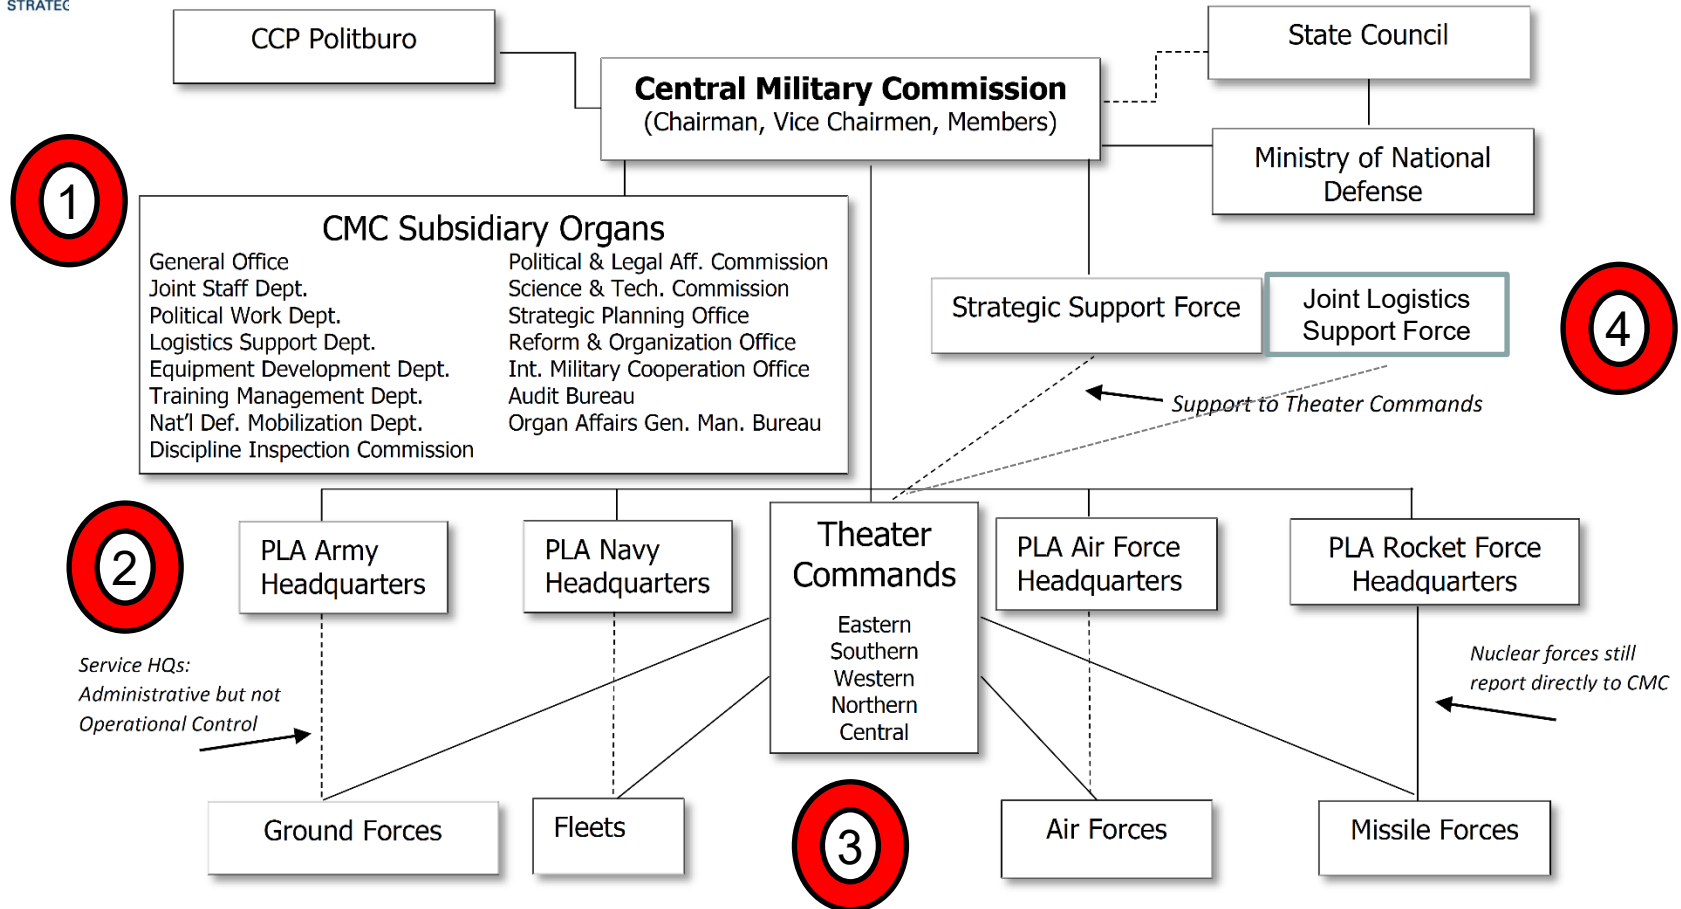 STRATEG
CCP Politburo
State Council
Central Military Commission
(Chairman, Vice Chairmen, Members)
Ministry of National
Defense
1
CMC Subsidiary Organs
General Office
Joint Staff Dept.
Political Work Dept.
Logistics Support Dept.
Equipment Development Dept.
Training Management Dept.
Nat'l Def. Mobilization Dept.
Discipline Inspection Commission
Political & Legal Aff. Commission
Science & Tech. Commission
Strategic Planning Office
Reform & Organization Office
Int. Military Cooperation Office
Audit Bureau
Organ Affairs Gen. Man. Bureau
Strategic Support Force
Joint Logistics
Support Force
4
Support to Theater Commands
2
PLA Army
Headquarters
PLA Navy
Headquarters
Theater
Commands
Eastern
Southern
Western
Northern
Central
PLA Air Force
Headquarters
PLA Rocket Force
Headquarters
Service HQs:
Administrative but not
Operational Control
Nuclear forces still
report directly to CMC
Ground Forces
Fleets
3
Air Forces
Missile Forces